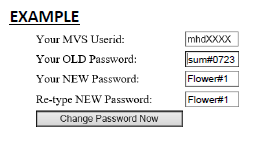 EXAMPLE
Your MVS Userid: mhdXXXX
Your OLD Password: sum#0723
Your NEW Password: Flower#1
Re-type NEW Password: Flower#1
Change Password Now